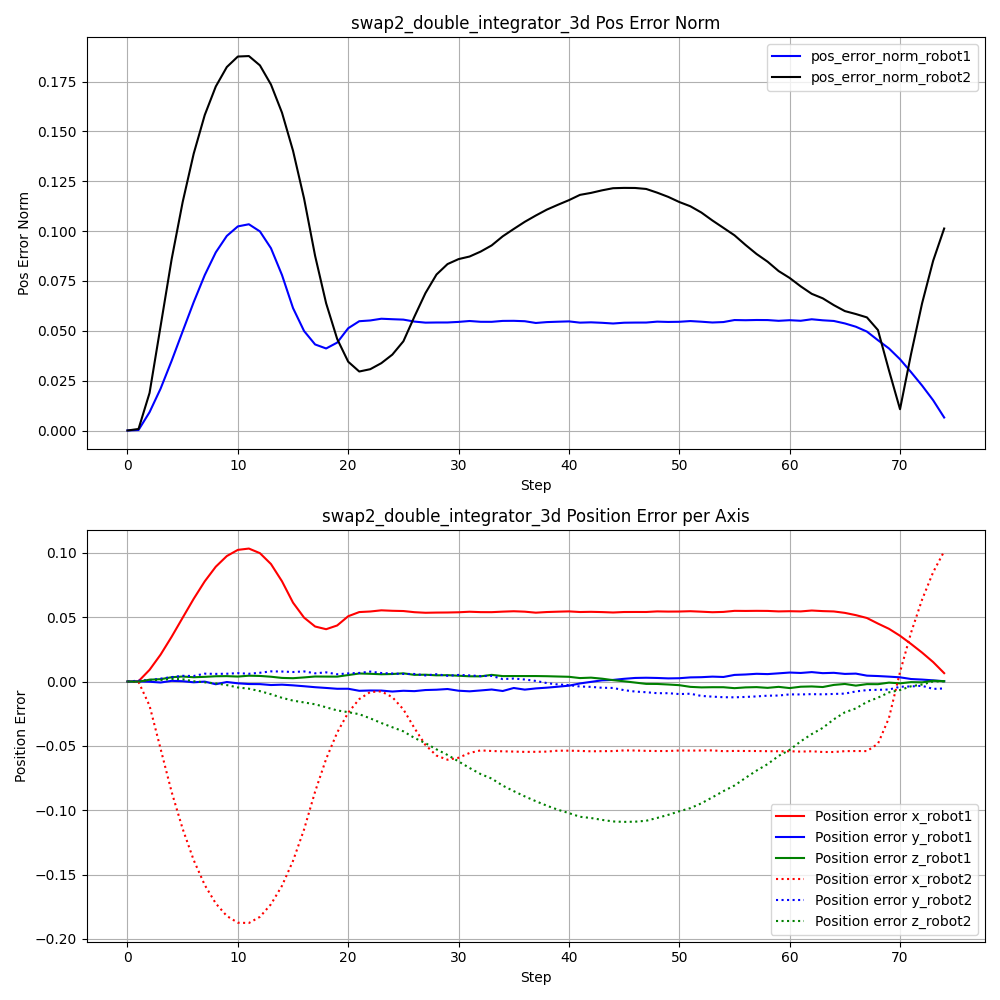 swap2_double_integrator_3d Pos Error Norm
Pos Error Norm
0.175
0.150
0.125
0.100
0.075
0.050
0.025
0.000
pos_error_norm_robot1
pos_error_norm_robot2
0 10 20 30 40 50 60 70
Step
swap2_double_integrator_3d Position Error per Axis
Position Error
0.10
0.05
0.00
−0.05
−0.10
−0.15
−0.20
Position error x_robot1
Position error y_robot1
Position error z_robot1
Position error x_robot2
Position error y_robot2
Position error z_robot2
0 10 20 30 40 50 60 70
Step